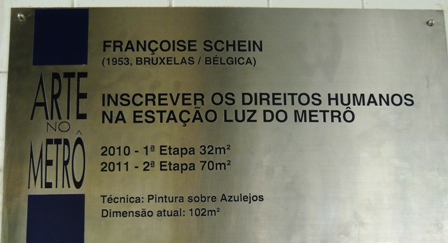 FRANÇOISE SCHEIN
(1953, BRUXELAS / BÉLGICA)
ARTE
NO
METRÔ
INSCREVER OS DIREITOS HUMANOS
NA ESTAÇÃO LUZ DO METRÔ
2010 - 1ª Etapa 32m²
2011 - 2ª Etapa 70m²
Técnica: Pintura sobre Azulejos
Dimensão atual: 102m²